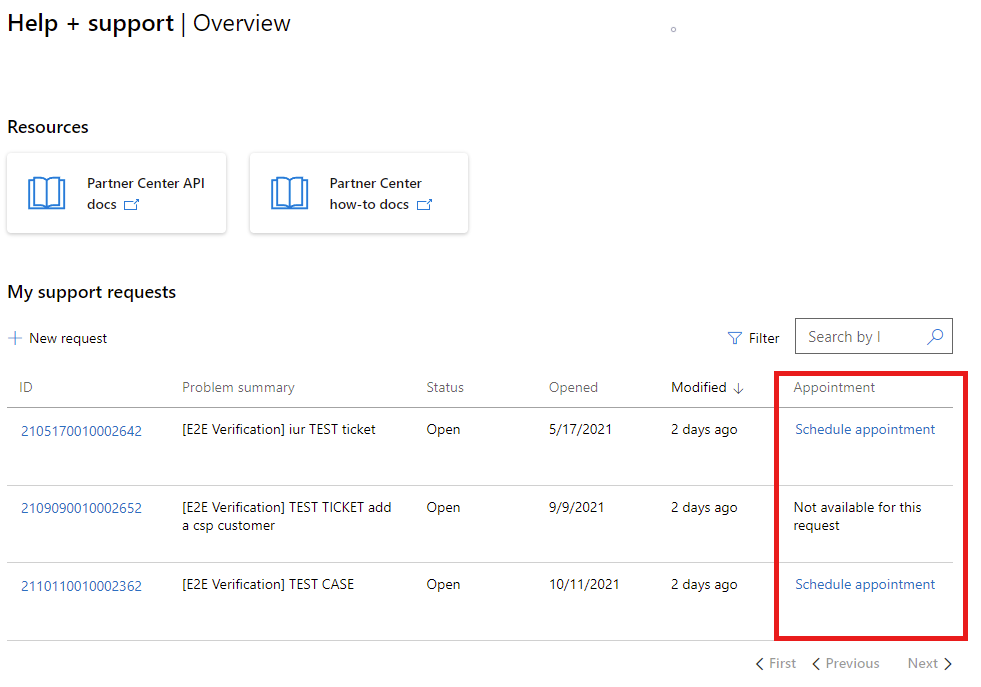 Help + support | Overview
Resources
Partner Center API
docs
Partner Center
how-to docs
My support requests
New request
Filter
Search by I
ID Problem summary Status Opened Modified Appointment
2105170010002642 [E2E Verification] iur TEST ticket Open 5/17/2021 2 days ago Schedule appointment
2109090010002652 [E2E Verification] TEST TICKET add Open 9/9/2021 2 days ago Not available for this
a csp customer request
2110110010002362 [E2E Verification] TEST CASE Open 10/11/2021 2 days ago Schedule appointment
First Previous Next